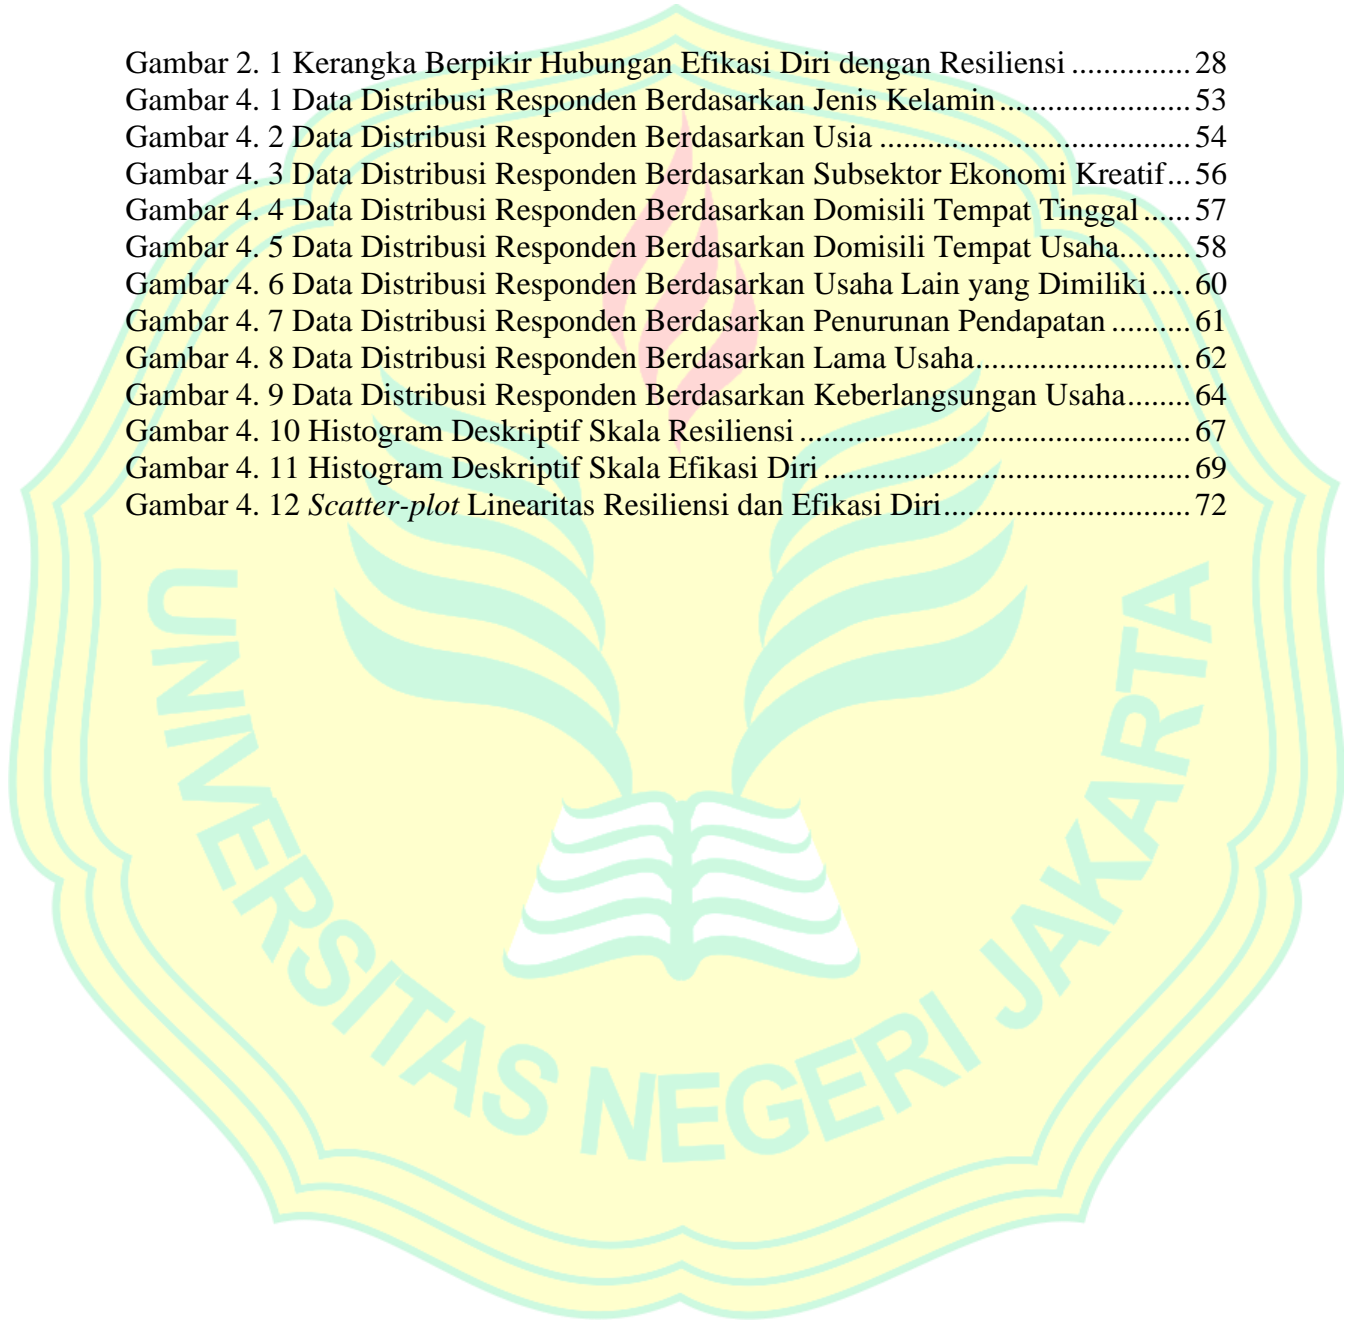 Gambar 2. 1 Kerangka Berpikir Hubungan Efikasi Diri dengan Resiliensi .............. 28
Gambar 4. 1 Data Distribusi Responden Berdasarkan Jenis Kelamin ...................... 53
Gambar 4. 2 Data Distribusi Responden Berdasarkan Usia .................................... 54
Gambar 4. 3 Data Distribusi Responden Berdasarkan Subsektor Ekonomi Kreatif ... 56
Gambar 4. 4 Data Distribusi Responden Berdasarkan Domisili Tempat Tinggal ...... 57
Gambar 4. 5 Data Distribusi Responden Berdasarkan Domisili Tempat Usaha......... 58
Gambar 4. 6 Data Distribusi Responden Berdasarkan Usaha Lain yang Dimiliki ..... 60
Gambar 4. 7 Data Distribusi Responden Berdasarkan Penurunan Pendapatan ......... 61
Gambar 4. 8 Data Distribusi Responden Berdasarkan Lama Usaha......................... 62
Gambar 4. 9 Data Distribusi Responden Berdasarkan Keberlangsungan Usaha........ 64
Gambar 4. 10 Histogram Deskriptif Skala Resiliensi ............................................. 67
Gambar 4. 11 Histogram Deskriptif Skala Efikasi Diri .......................................... 69
Gambar 4. 12 Scatter-plot Linearitas Resiliensi dan Efikasi Diri............................. 72
UNIVERSITAS NEGERI JAKARTA